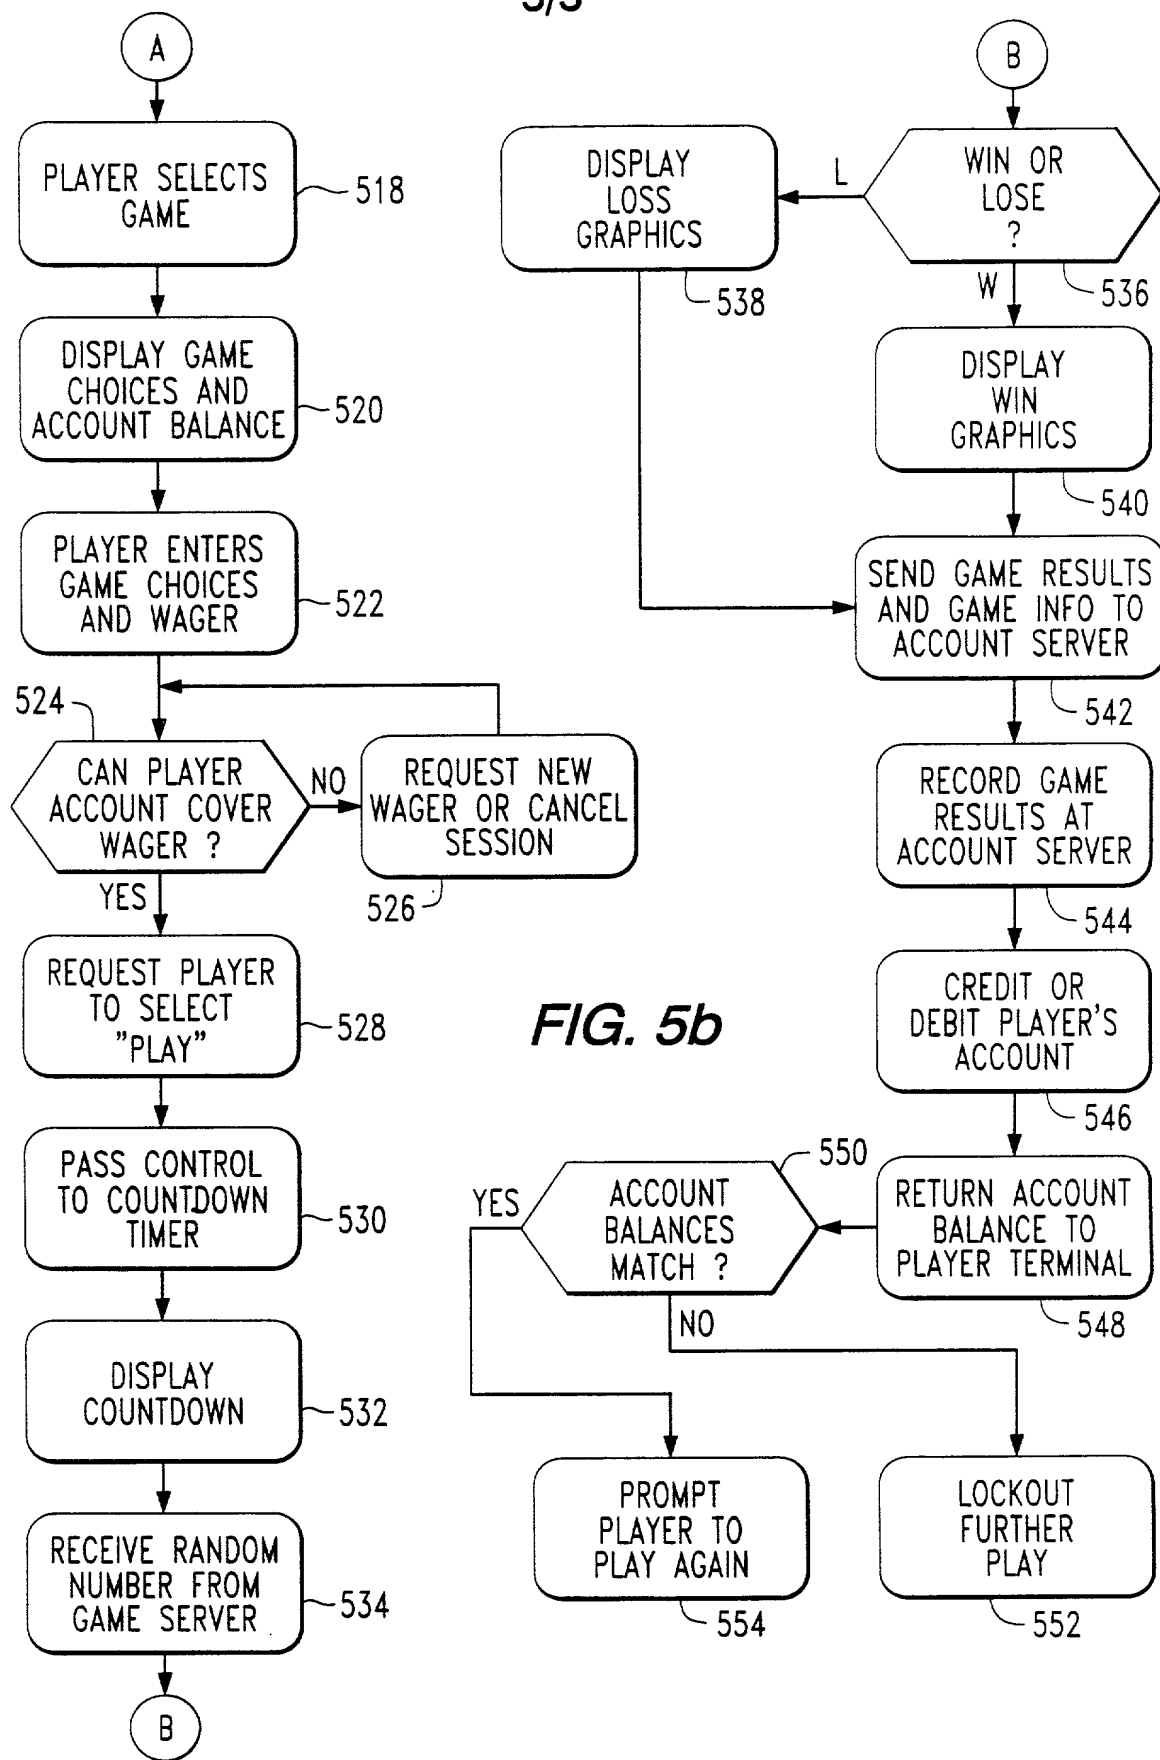 5/5
A
PLAYER SELECTS
GAME
518
DISPLAY GAME
CHOICES AND
ACCOUNT BALANCE
520
PLAYER ENTERS
GAME CHOICES
AND WAGER
522
524
CAN PLAYER
ACCOUNT COVER
WAGER ?
NO
REQUEST NEW
WAGER OR CANCEL
SESSION
526
YES
REQUEST PLAYER
TO SELECT
"PLAY"
528
PASS CONTROL
TO COUNTDOWN
TIMER
530
DISPLAY
COUNTDOWN
532
RECEIVE RANDOM
NUMBER FROM
GAME SERVER
534
B
B
WIN OR
LOSE
?
536
L
DISPLAY
LOSS
GRAPHICS
538
W
DISPLAY
WIN
GRAPHICS
540
SEND GAME RESULTS
AND GAME INFO TO
ACCOUNT SERVER
542
RECORD GAME
RESULTS AT
ACCOUNT SERVER
544
CREDIT OR
DEBIT PLAYER'S
ACCOUNT
546
RETURN ACCOUNT
BALANCE TO
PLAYER TERMINAL
548
550
ACCOUNT
BALANCES
MATCH ?
YES
NO
PROMPT
PLAYER TO
PLAY AGAIN
554
LOCKOUT
FURTHER
PLAY
552
FIG. 5b